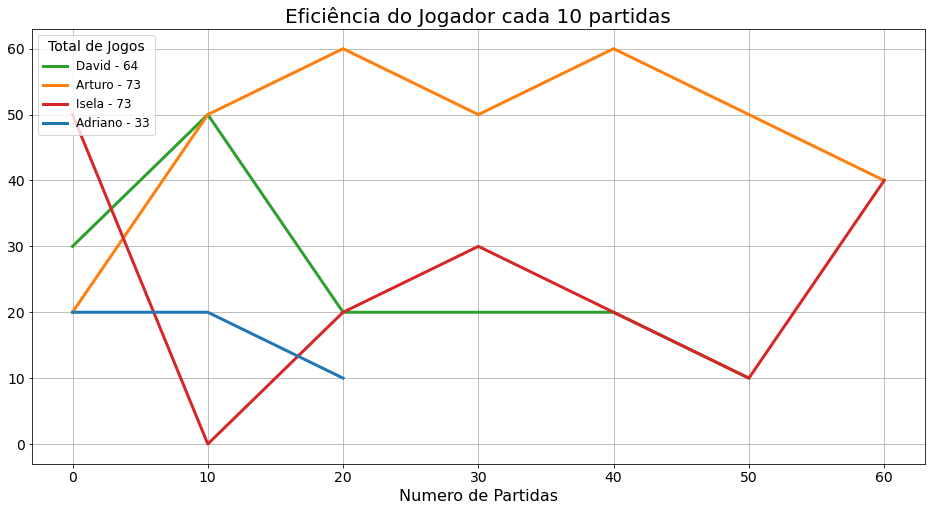 Eficiência do Jogador cada 10 partidas
Total de Jogos
David - 64
Arturo - 73
Isela - 73
Adriano - 33
60
50
40
30
20
10
0
0 10 20 30 40 50 60
Numero de Partidas